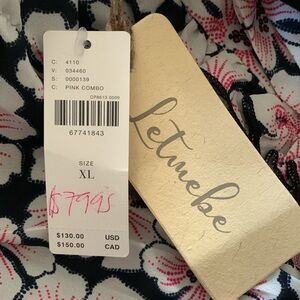 C: 4110
V: 034460
S: 0000139
C: PINK COMBO
67741843
SIZE
XL
$79.95
$130.00 USD
$150.00 CAD
Letmebe